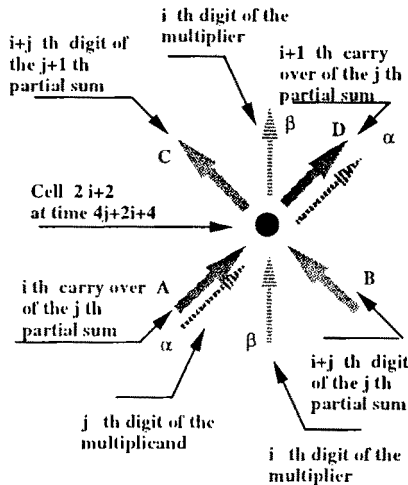 i th digit of the
multiplier
i+j th digit of
the j+1 th
partial sum
i+1 th carry
over of the j th
partial sum
β
D
α
C
Cell 2 i+2
at time 4j+2i+4
i th carry over A
of the j th
partial sum
B
α
β
i+j th digit
of the j th
partial sum
j th digit of the
multiplicand
i th digit of the
multiplier